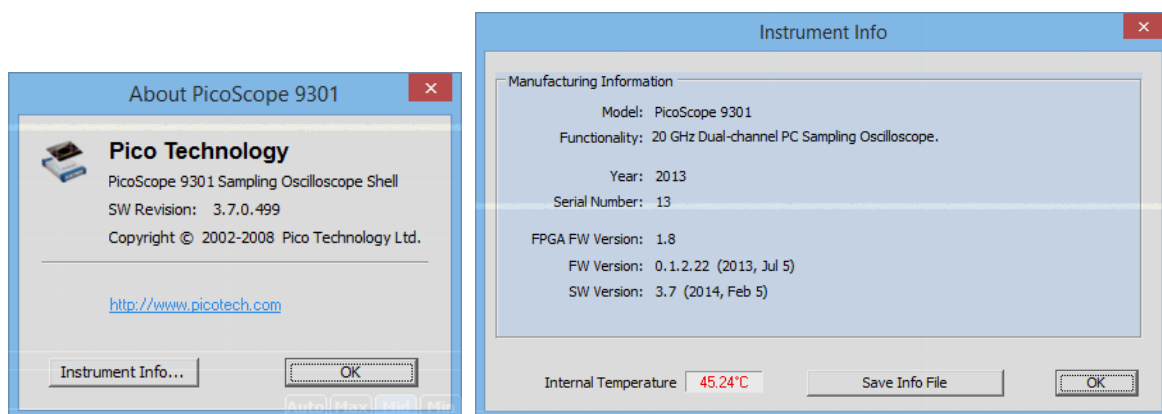 About PicoScope 9301
Pico Technology
PicoScope 9301 Sampling Oscilloscope Shell
SW Revision: 3.7.0.499
Copyright © 2002-2008 Pico Technology Ltd.
http://www.picotech.com
Instrument Info... OK
Auto Max Mid Min
Instrument Info
Manufacturing Information
Model: PicoScope 9301
Functionality: 20 GHz Dual-channel PC Sampling Oscilloscope.
Year: 2013
Serial Number: 13
FPGA FW Version: 1.8
FW Version: 0.1.2.22 (2013, Jul 5)
SW Version: 3.7 (2014, Feb 5)
Internal Temperature 45.24°C Save Info File OK